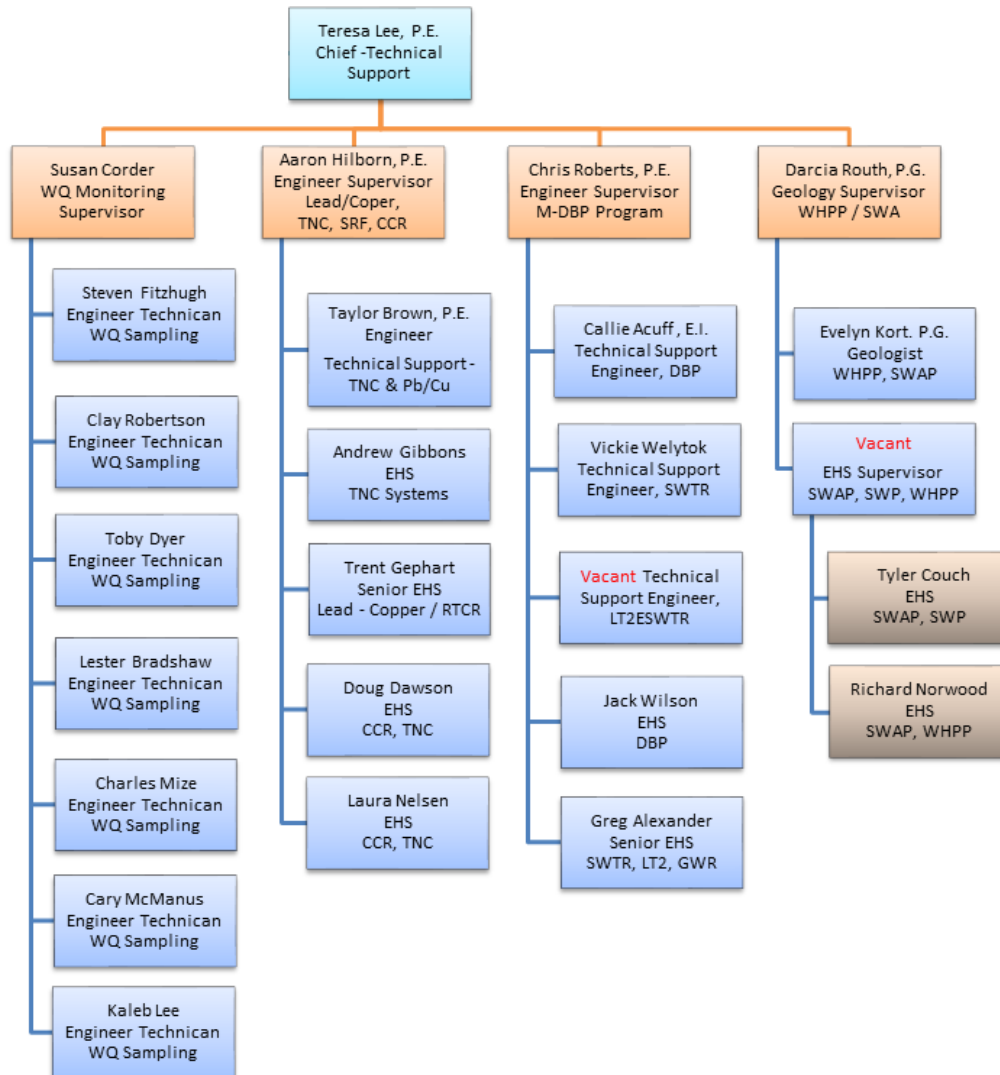 Teresa Lee, P.E.
Chief -Technical
Support
Susan Corder
WQ Monitoring
Supervisor
Steven Fitzhugh
Engineer Technican
WQ Sampling
Clay Robertson
Engineer Technican
WQ Sampling
Toby Dyer
Engineer Technican
WQ Sampling
Lester Bradshaw
Engineer Technican
WQ Sampling
Charles Mize
Engineer Technican
WQ Sampling
Cary McManus
Engineer Technican
WQ Sampling
Kaleb Lee
Engineer Technican
WQ Sampling
Aaron Hilborn, P.E.
Engineer Supervisor
Lead/Coper,
TNC, SRF, CCR
Taylor Brown, P.E.
Engineer
Technical Support -
TNC & Pb/Cu
Andrew Gibbons
EHS
TNC Systems
Trent Gephart
Senior EHS
Lead - Copper / RTCR
Doug Dawson
EHS
CCR, TNC
Laura Nelsen
EHS
CCR, TNC
Chris Roberts, P.E.
Engineer Supervisor
M-DBP Program
Callie Acuff, E.I.
Technical Support
Engineer, DBP
Vickie Welytok
Technical Support
Engineer, SWTR
Vacant Technical
Support Engineer,
LT2ESWTR
Jack Wilson
EHS
DBP
Greg Alexander
Senior EHS
SWTR, LT2, GWR
Darcia Routh, P.G.
Geology Supervisor
WHPP / SWA
Evelyn Kort. P.G.
Geologist
WHPP, SWAP
Vacant
EHS Supervisor
SWAP, SWP, WHPP
Tyler Couch
EHS
SWAP, SWP
Richard Norwood
EHS
SWAP, WHPP